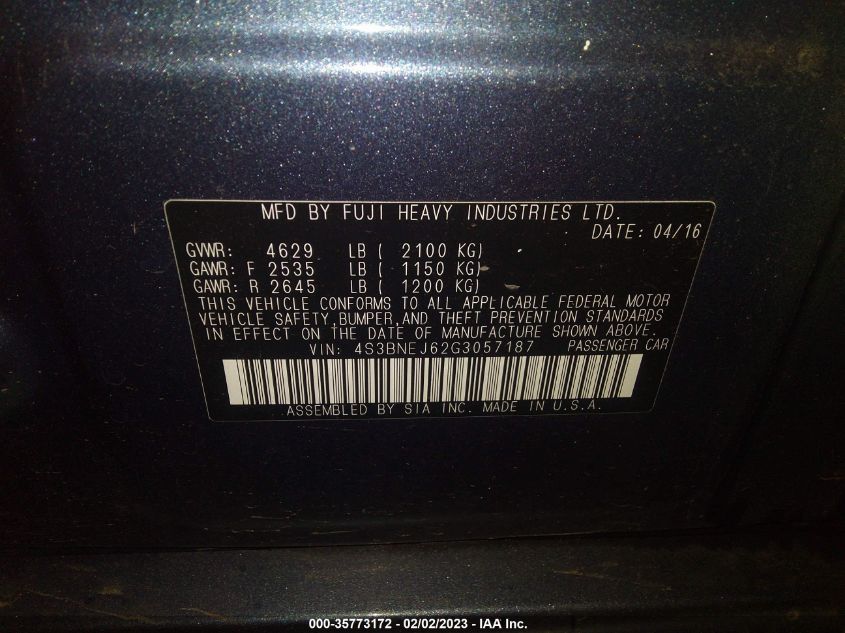 MFD BY FUJI HEAVY INDUSTRIES LTD.
DATE: 04/16
GVWR: 4629 LB ( 2100 KG)
GAWR: F 2535 LB ( 1150 KG)
GAWR: R 2645 LB ( 1200 KG)
THIS VEHICLE CONFORMS TO ALL APPLICABLE FEDERAL MOTOR
VEHICLE SAFETY, BUMPER, AND THEFT PREVENTION STANDARDS
IN EFFECT ON THE DATE OF MANUFACTURE SHOWN ABOVE.
VIN: 4S3BNEJ62G3057187 PASSENGER CAR
ASSEMBLED BY SIA INC. MADE IN U.S.A.
000-35773172 - 02/02/2023 - IAA Inc.